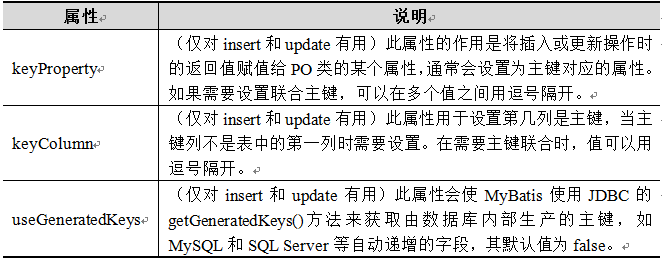 属性 说明
keyProperty
（仅对 insert 和 update 有用）此属性的作用是将插入或更新操作时
的返回值赋值给 PO 类的某个属性，通常会设置为主键对应的属性。
如果需要设置联合主键，可以在多个值之间用逗号隔开。
keyColumn
（仅对 insert 和 update 有用）此属性用于设置第几列是主键，当主
键列不是表中的第一列时需要设置。在需要主键联合时，值可以用
逗号隔开。
useGeneratedKeys
（仅对 insert 和 update 有用）此属性会使 MyBatis 使用 JDBC 的
getGeneratedKeys()方法来获取由数据库内部生产的主键，如
MySQL 和 SQL Server 等自动递增的字段，其默认值为 false。